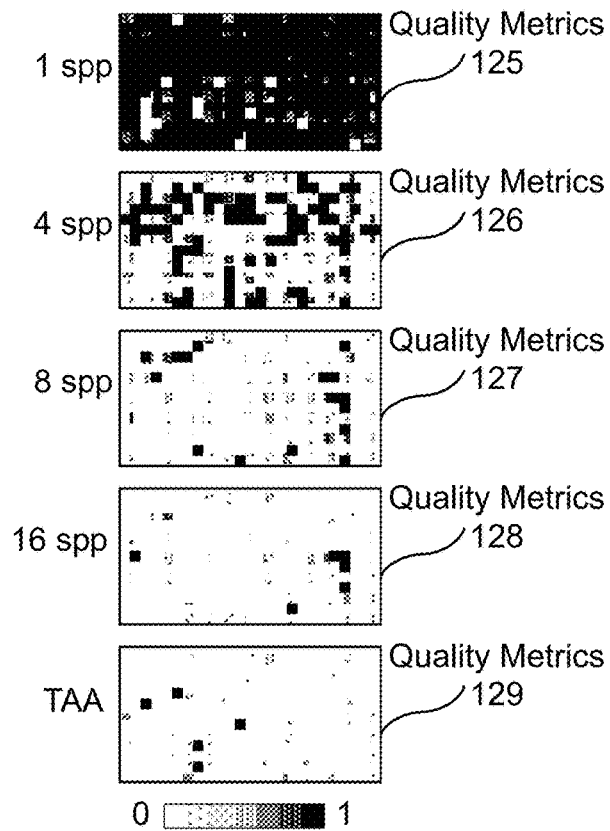 1 spp
Quality Metrics
125
4 spp
Quality Metrics
126
8 spp
Quality Metrics
127
16 spp
Quality Metrics
128
TAA
Quality Metrics
129
0 1